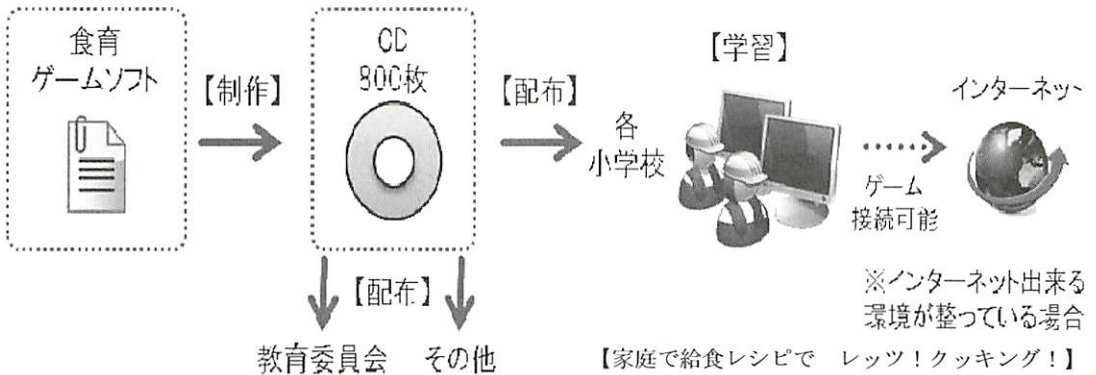 食育
ゲームソフト
【制作】
CD
800枚
【配布】
【学習】
各
小学校
インターネット
ゲーム
接続可能
※インターネット出来る
環境が整っている場合
【配布】
教育委員会 その他
【家庭で給食レシピで レッツ!クッキング!】